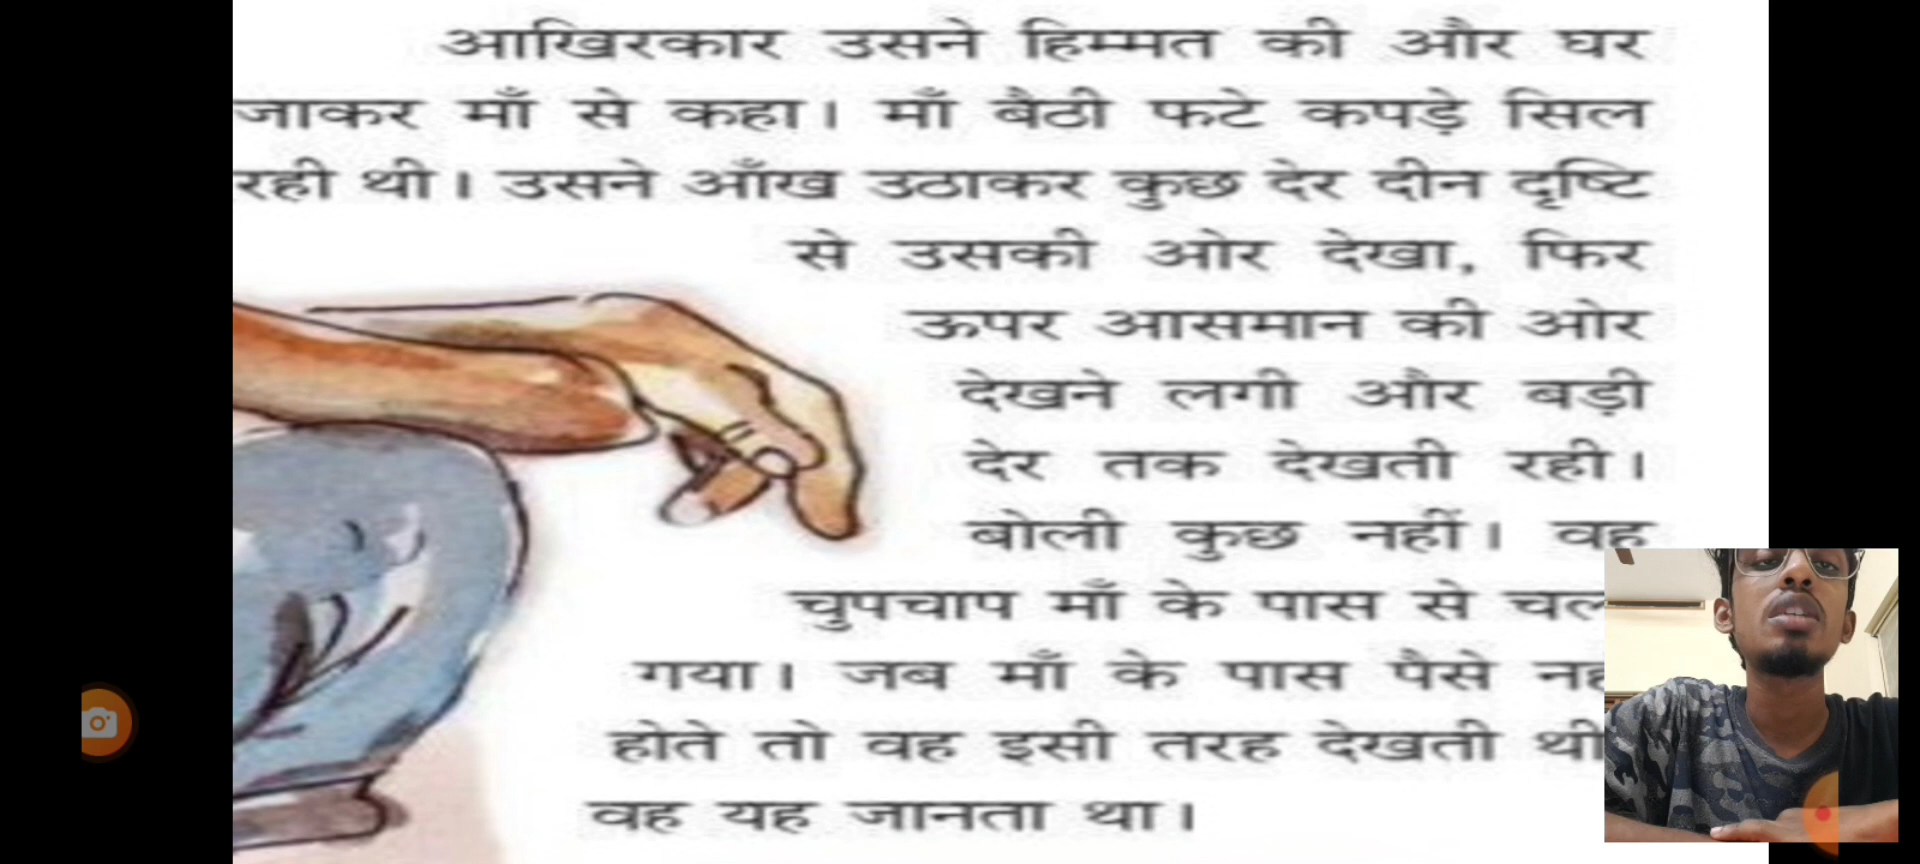 आखिरकार उसने हिम्मत की और घर
जाकर माँ से कहा। माँ बैठी फटे कपड़े सिल
रही थी। उसने आँख उठाकर कुछ देर दीन दृष्टि
से उसकी ओर देखा, फिर
ऊपर आसमान की ओर
देखने लगी और बड़ी
देर तक देखती रही।
बोली कुछ नहीं। वह
चुपचाप माँ के पास से
गया। जब माँ के पास पैसे
होते तो वह इसी तरह देखती थी
वह यह जानता था।